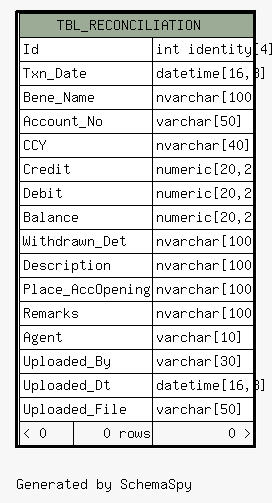 TBL_RECONCILIATION
Id int identity[4]
Txn_Date datetime[16,3]
Bene_Name nvarchar[100
Account_No varchar[50]
CCY nvarchar[40]
Credit numeric[20,2
Debit numeric[20,2
Balance numeric[20,2
Withdrawn_Det nvarchar[100
Description nvarchar[100
Place_AccOpening nvarchar[100
Remarks nvarchar[100
Agent varchar[10]
Uploaded_By varchar[30]
Uploaded_Dt datetime[16,3]
Uploaded_File varchar[50]
< 0 0 rows 0 >
Generated by SchemaSpy